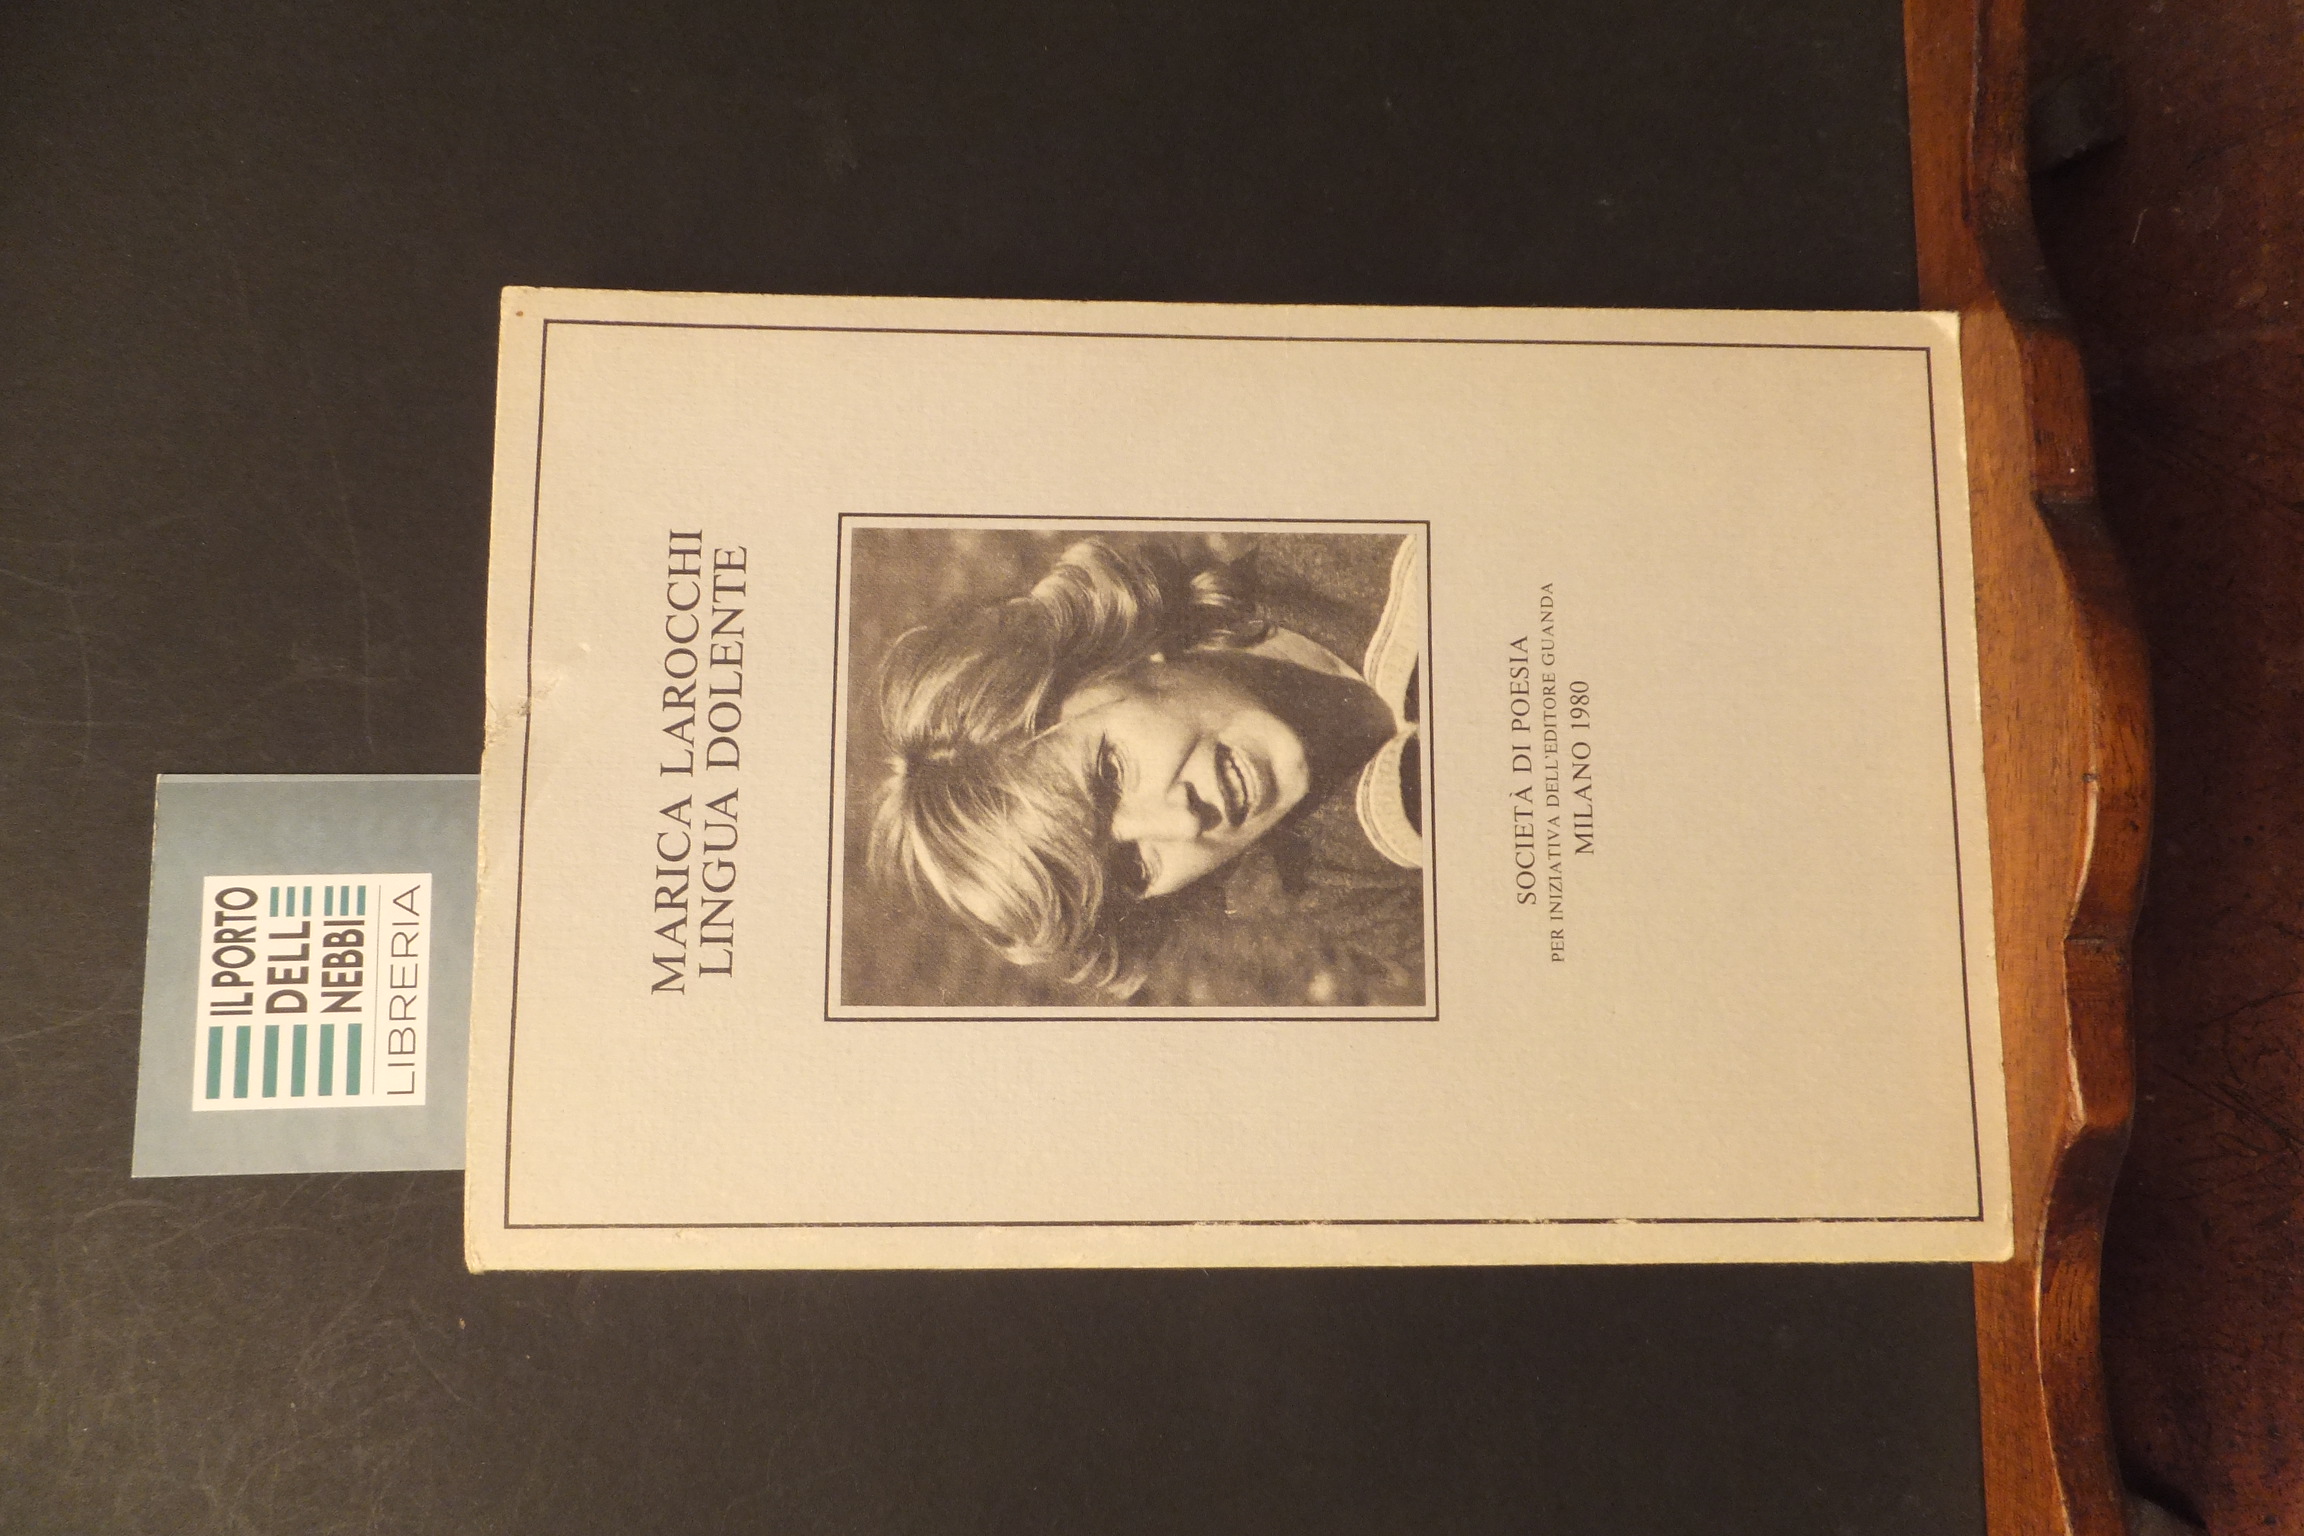 IL PORTO
DELLE
NEBBIE
LIBRERIA
MARICA LAROCCHI
LINGUA DOLENTE
SOCIETÀ DI POESIA
PER INIZIATIVA DELL'EDITORE GUANDA
MILANO 1980